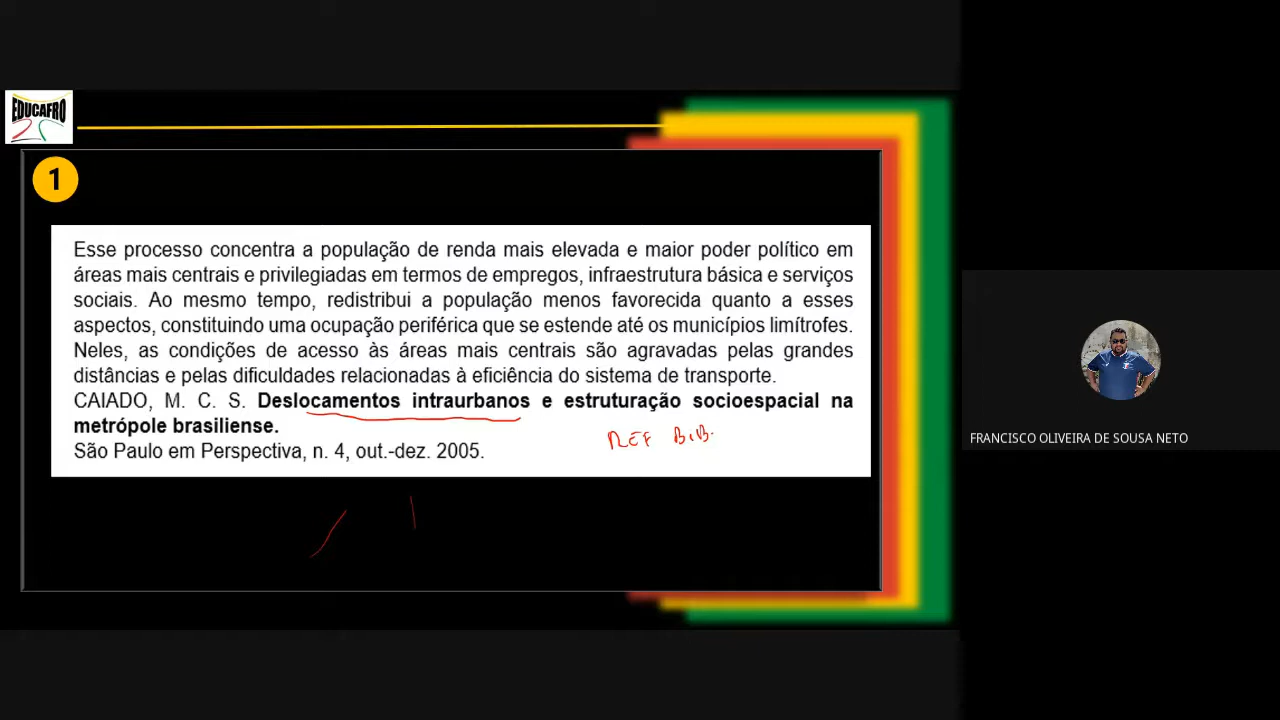 EDUCAFRO
1
Esse processo concentra a população de renda mais elevada e maior poder político em
áreas mais centrais e privilegiadas em termos de empregos, infraestrutura básica e serviços
sociais. Ao mesmo tempo, redistribui a população menos favorecida quanto a esses
aspectos, constituindo uma ocupação periférica que se estende até os municípios limítrofes.
Neles, as condições de acesso às áreas mais centrais são agravadas pelas grandes
distâncias e pelas dificuldades relacionadas à eficiência do sistema de transporte.
CAIADO, M. C. S. Deslocamentos intraurbanos e estruturação socioespacial na
metrópole brasiliense.
REF BIB.
São Paulo em Perspectiva, n. 4, out.-dez. 2005.
FRANCISCO OLIVEIRA DE SOUSA NETO